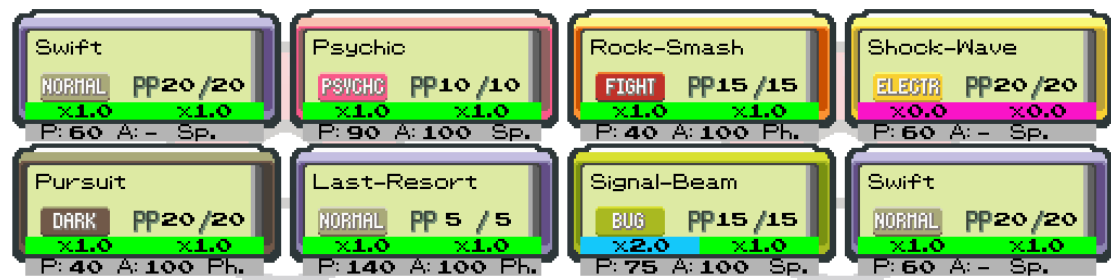 Swift
Psychic
Rock-Smash
Shock-Wave
NORMAL PP20/20
PSYCHC PP10/10
FIGHT PP15/15
ELECTR PP20/20
x1.0 x1.0
x1.0 x1.0
x1.0 x1.0
x0.0 x0.0
P: 60 A: - Sp.
P: 90 A: 100 Sp.
P: 40 A: 100 Ph.
P: 60 A: - Sp.
Pursuit
Last-Resort
Signal-Beam
Swift
DARK PP20/20
NORMAL PP 5 / 5
BUG PP15/15
NORMAL PP20/20
x1.0 x1.0
x1.0 x1.0
x2.0 x1.0
x1.0 x1.0
P: 40 A: 100 Ph.
P: 140 A: 100 Ph.
P: 75 A: 100 Sp.
P: 60 A: - Sp.